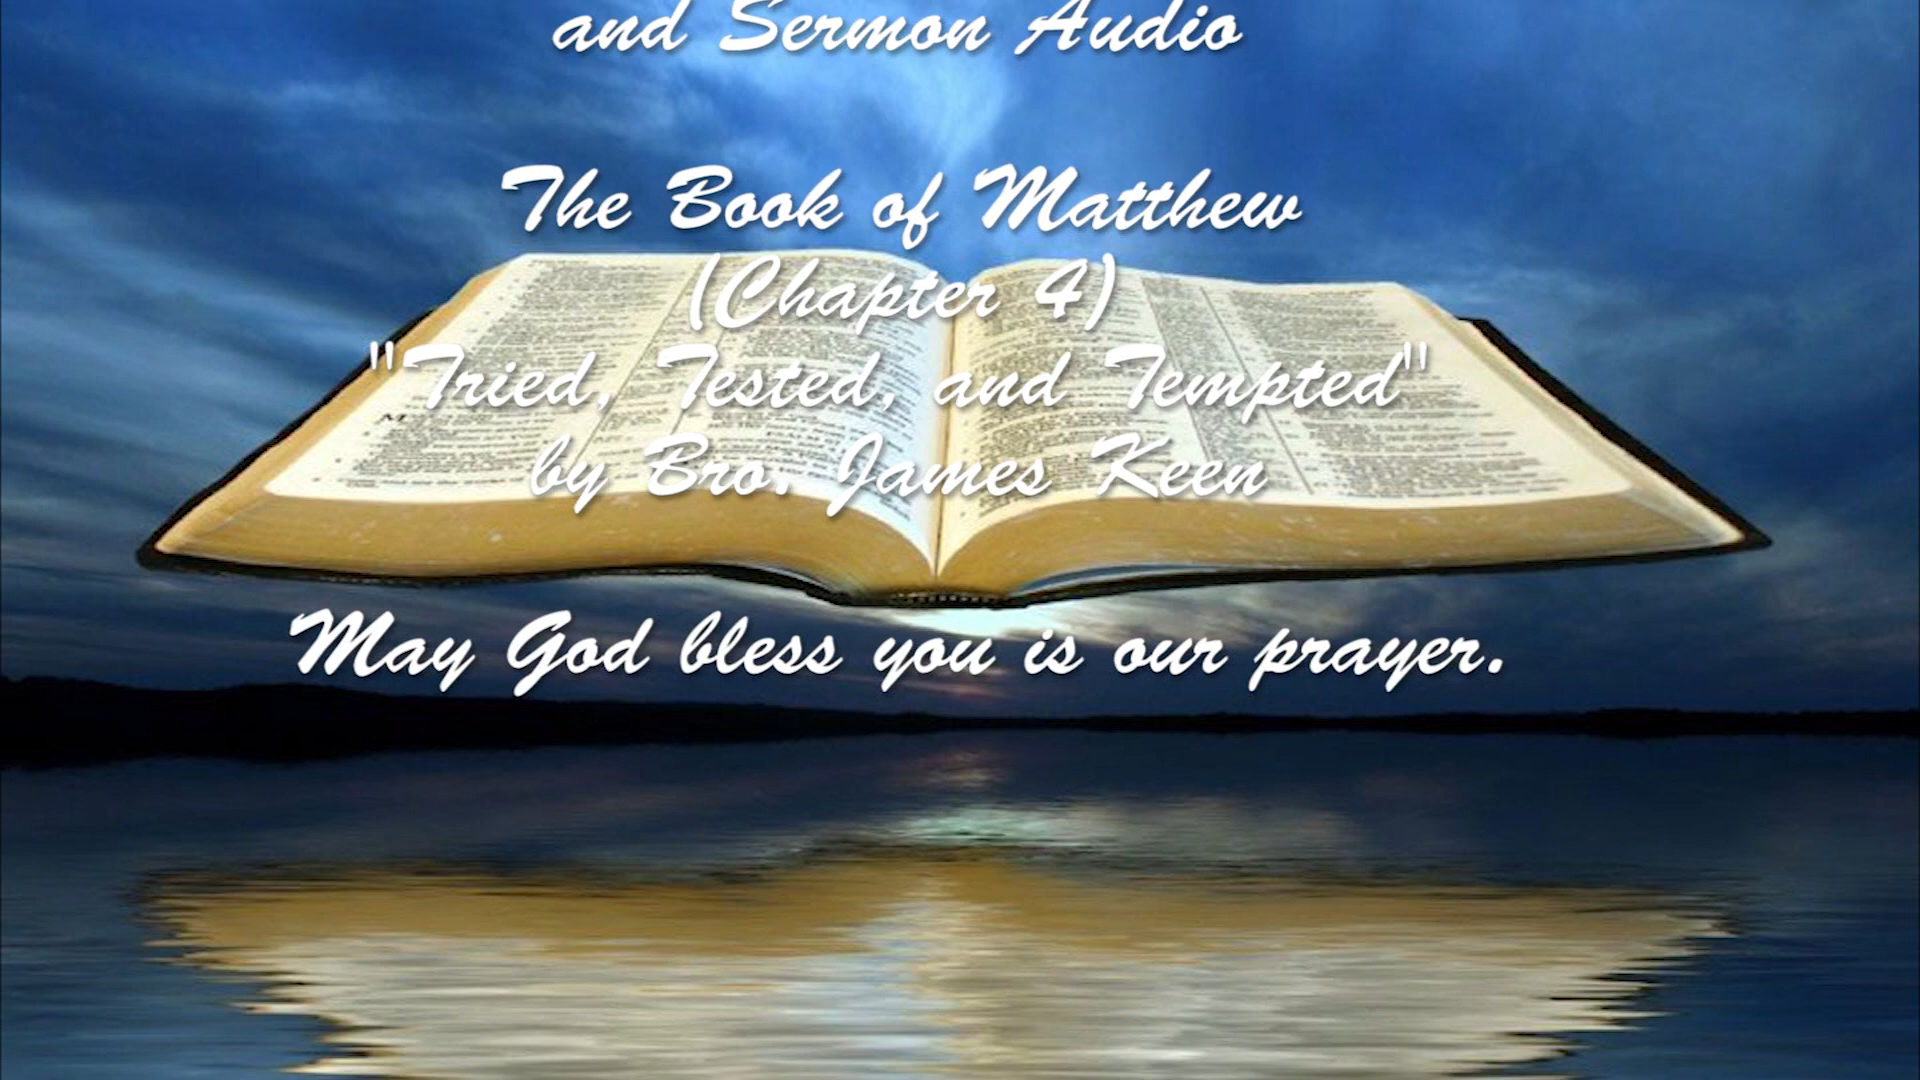 and Sermon Audio
The Book of Matthew
(Chapter 4)
"Tried, Tested, and Tempted"
by Bro. James Keen
May God bless you is our prayer.